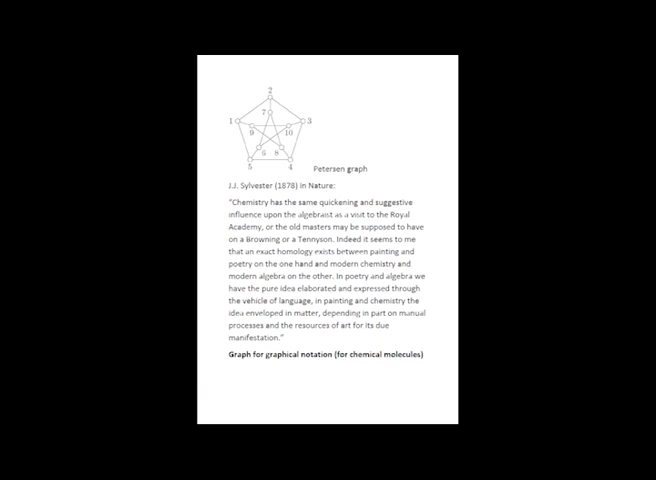 2
7
1
3
9
10
6 8
5
4
Petersen graph
J.J. Sylvester (1878) in Nature:
"Chemistry has the same quickening and suggestive
influence upon the algebraist as a visit to the Royal
Academy, or the old masters may be supposed to have
on a Browning or a Tennyson. Indeed it seems to me
that an exact homology exists between painting and
poetry on the one hand and modern chemistry and
modern algebra on the other. In poetry and algebra we
have the pure idea elaborated and expressed through
the vehicle of language, in painting and chemistry the
idea enveloped in matter, depending in part on manual
processes and the resources of art for its due
manifestation."
Graph for graphical notation (for chemical molecules)